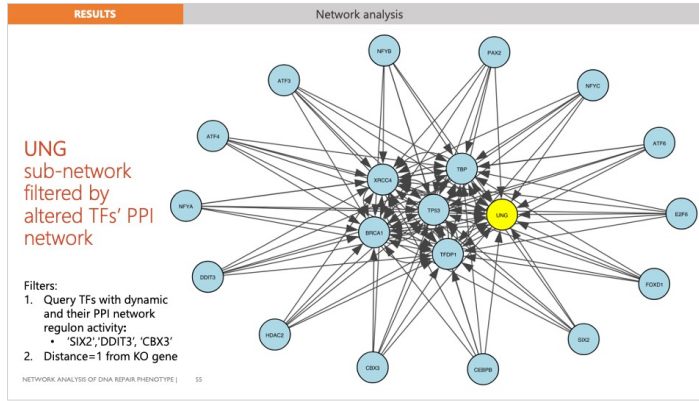 RESULTS
Network analysis
UNG
sub-network
filtered by
altered TFs' PPI
network
Filters:
1. Query TFs with dynamic
and their PPI network
regulon activity:
• 'SIX2','DDIT3', 'CBX3'
2. Distance=1 from KO gene
NETWORK ANALYSIS OF DNA REPAIR PHENOTYPE | 55
NFYB
PAX2
ATF3
NFYC
ATF4
ATF6
TBP
XRCC4
NFYA
TP53
UNG
E2F6
BRCA1
TFDP1
DDIT3
FOXD1
HDAC2
SIX2
CBX3
CEBPB